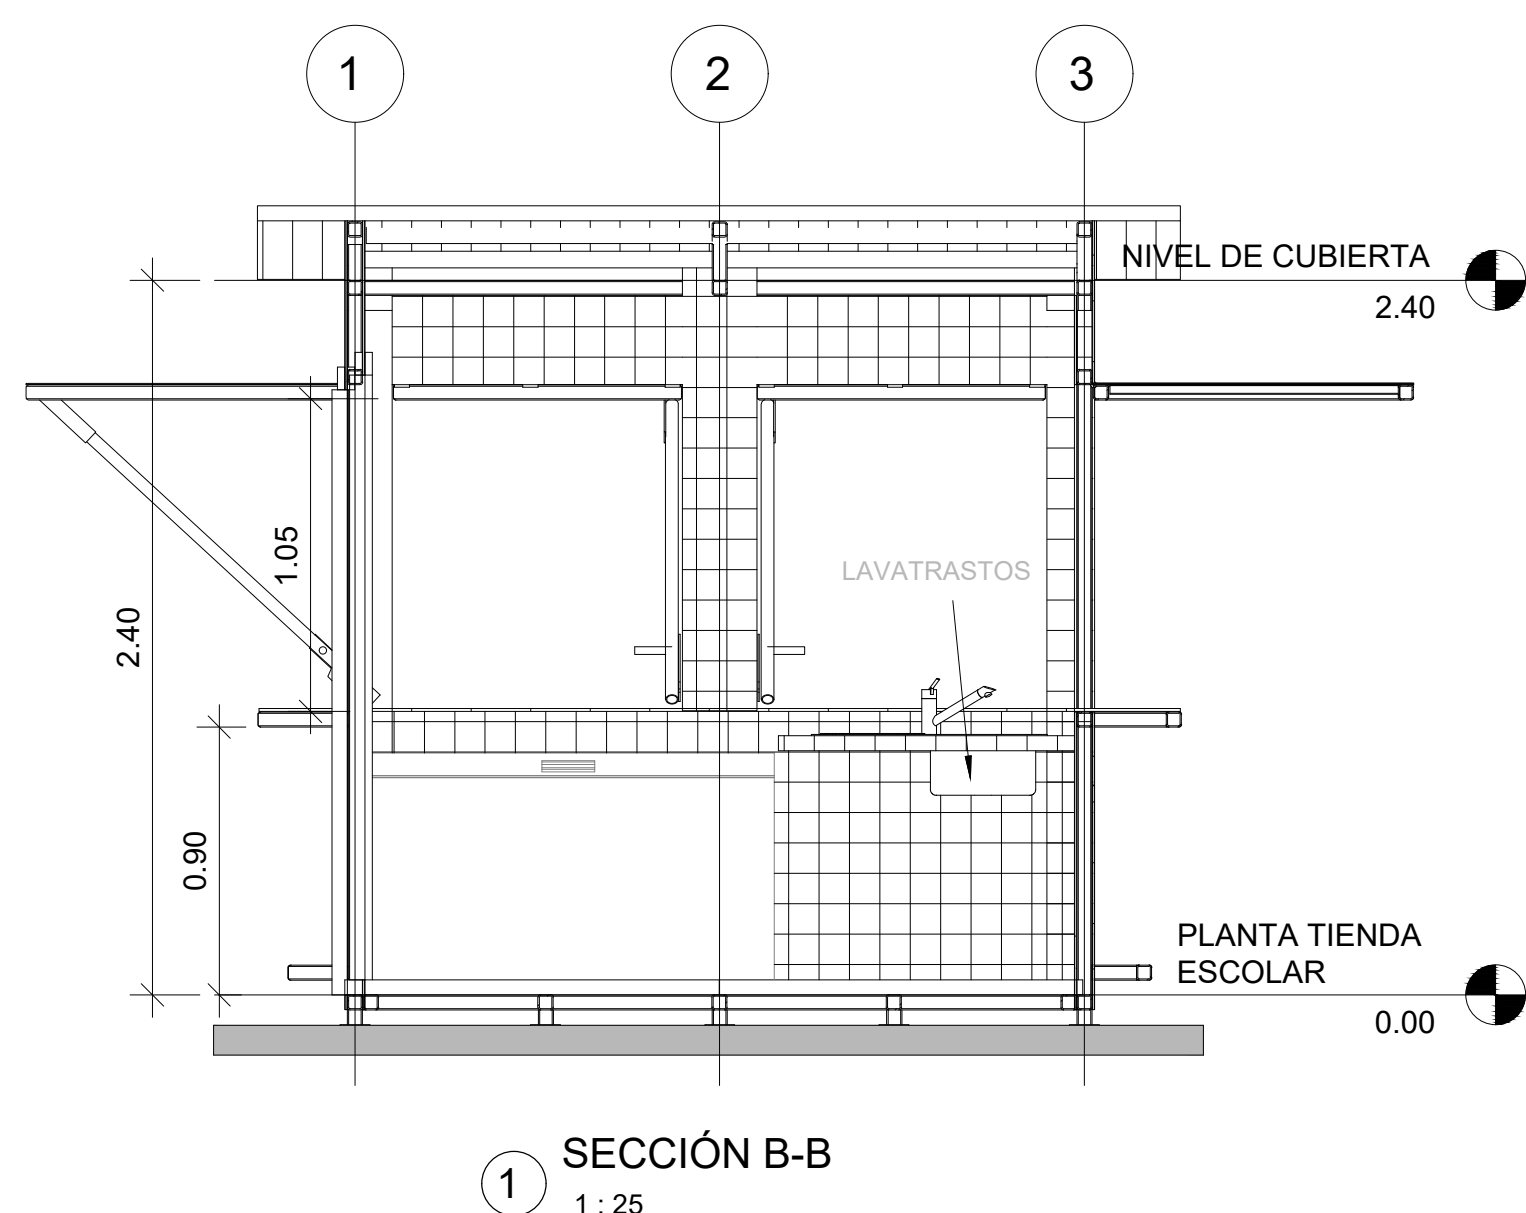 1
2
3
NIVEL DE CUBIERTA
2.40
1.05
LAVATRASTOS
2.40
0.90
PLANTA TIENDA
ESCOLAR
0.00
SECCIÓN B-B
1
1 : 25